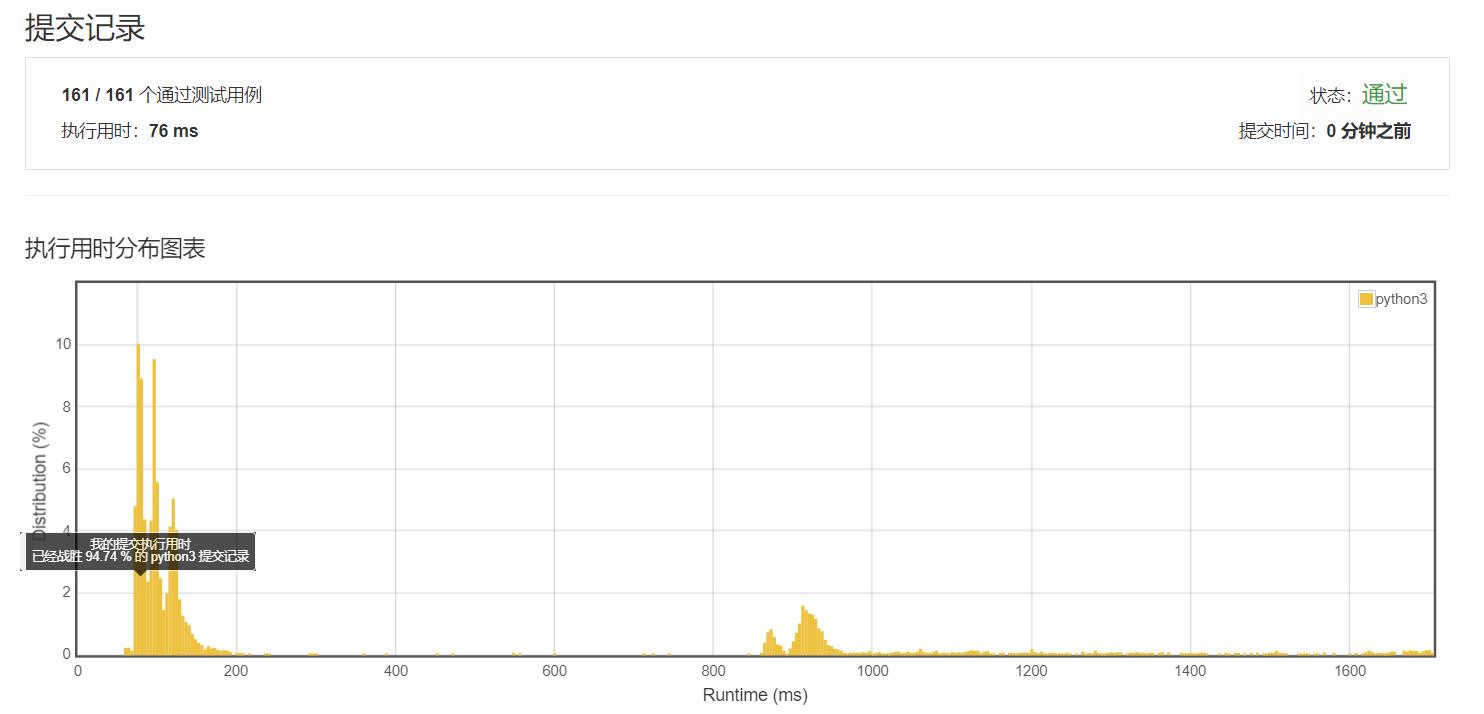 提交记录
161 / 161 个通过测试用例
状态：通过
执行用时：76 ms
提交时间：0 分钟之前
执行用时分布图表
python3
10
8
6
4
2
0
Distribution (%)
我的提交执行用时
已经战胜 94.74 % 的 python3 提交记录
0 200 400 600 800 1000 1200 1400 1600
Runtime (ms)